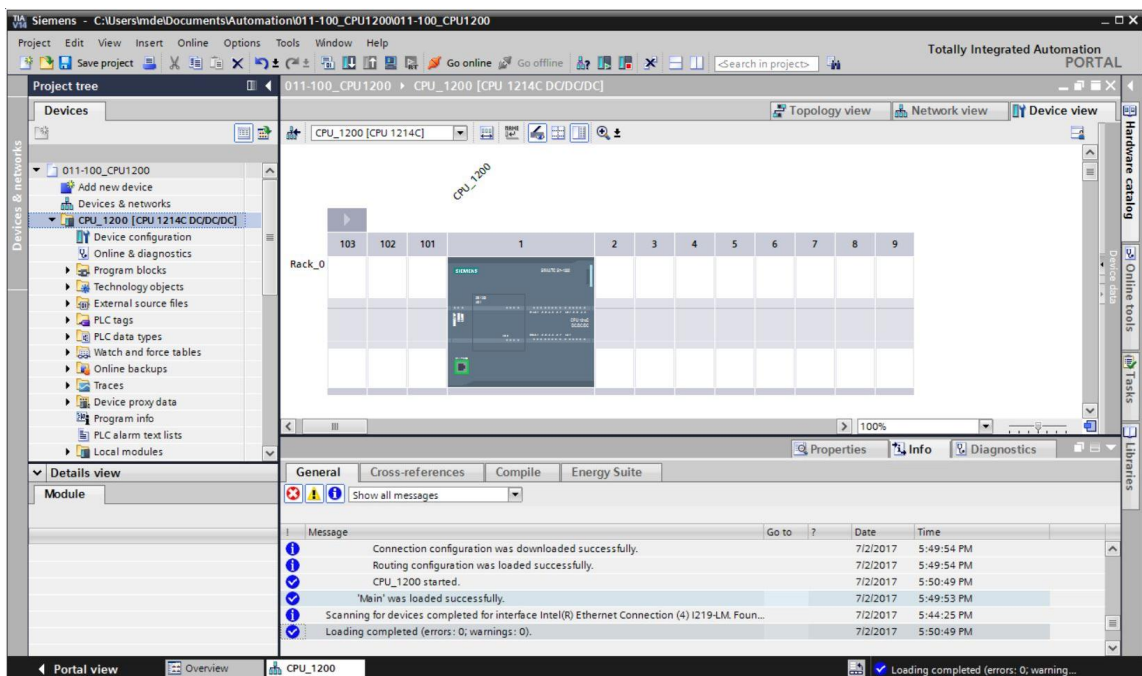 Siemens - C:\Users\mde\Documents\Automation\011-100_CPU1200\011-100_CPU1200
Project Edit View Insert Online Options Tools Window Help
Totally Integrated Automation
PORTAL
Save project Go online Go offline <Search in project>
Project tree
011-100_CPU1200 CPU_1200 [CPU 1214C DC/DC/DC]
Devices
Topology view Network view Device view
CPU_1200 [CPU 1214C]
Devices & networks
011-100_CPU1200
Add new device
Devices & networks
CPU_1200 [CPU 1214C DC/DC/DC]
Device configuration
Online & diagnostics
Program blocks
Technology objects
External source files
PLC tags
PLC data types
Watch and force tables
Online backups
Traces
Device proxy data
Program info
PLC alarm text lists
Local modules
CPU_1200
103 102 101 1 2 3 4 5 6 7 8 9
Rack_0
SIEMENS
Device data
100%
Hardware catalog
Online tools
Tasks
Libraries
Details view
Module
Properties Info Diagnostics
General Cross-references Compile Energy Suite
Show all messages
! Message Go to ? Date Time
Connection configuration was downloaded successfully. 7/2/2017 5:49:54 PM
Routing configuration was loaded successfully. 7/2/2017 5:49:54 PM
CPU_1200 started. 7/2/2017 5:50:49 PM
'Main' was loaded successfully. 7/2/2017 5:49:53 PM
Scanning for devices completed for interface Intel(R) Ethernet Connection (4) I219-LM. Foun... 7/2/2017 5:44:25 PM
Loading completed (errors: 0; warnings: 0). 7/2/2017 5:50:49 PM
Portal view Overview CPU_1200
Loading completed (errors: 0; warning...